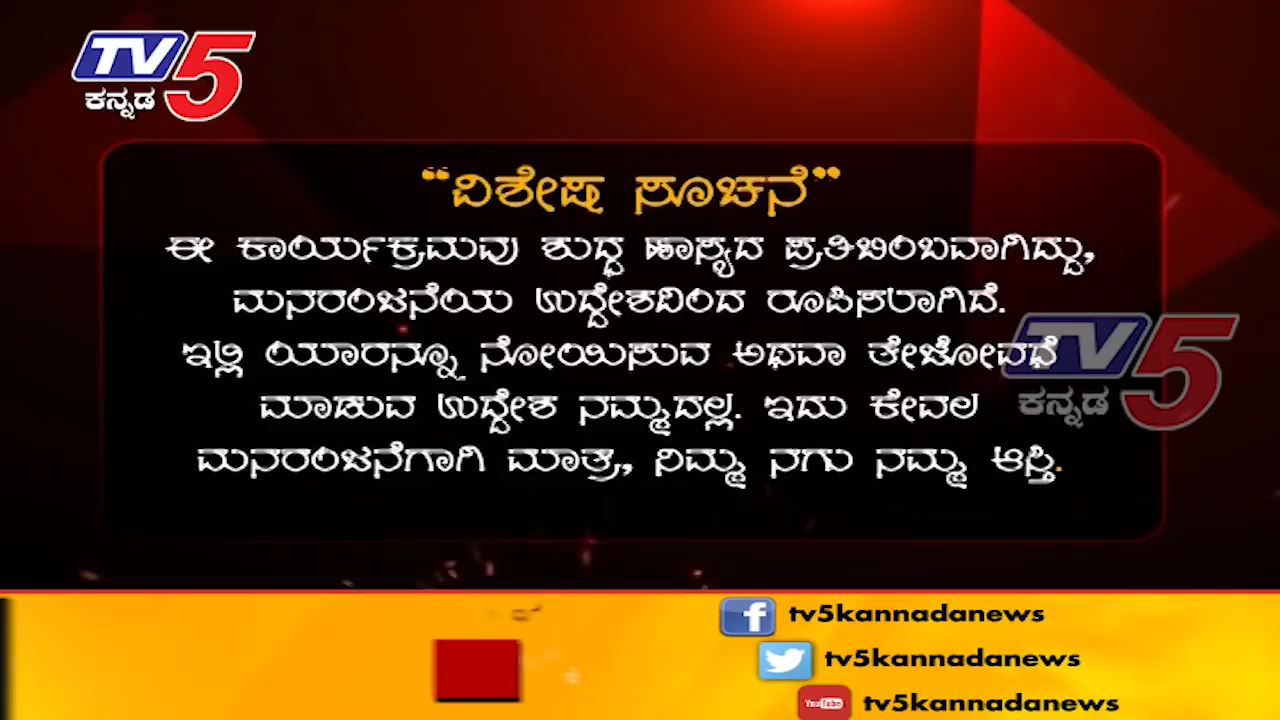 TV5
ಕನ್ನಡ
“ವಿಶೇಷ ಸೂಚನೆ”
ಈ ಕಾರ್ಯಕ್ರಮವು ಶುದ್ಧ ಹಾಸ್ಯದ ಪ್ರತಿಬಿಂಬವಾಗಿದ್ದು,
ಮನರಂಜನೆಯ ಉದ್ದೇಶದಿಂದ ರೂಪಿಸಲಾಗಿದೆ.
ಇಲ್ಲಿ ಯಾರನ್ನೂ ನೋಯಿಸುವ ಅಥವಾ ತೇಜೋವಧೆ
ಮಾಡುವ ಉದ್ದೇಶ ನಮ್ಮದಲ್ಲ. ಇದು ಕೇವಲ
ಮನರಂಜನೆಗಾಗಿ ಮಾತ್ರ, ನಿಮ್ಮ ನಗು ನಮ್ಮ ಆಸ್ತಿ.
TV5
ಕನ್ನಡ
f tv5kannadanews
tv5kannadanews
YouTube tv5kannadanews